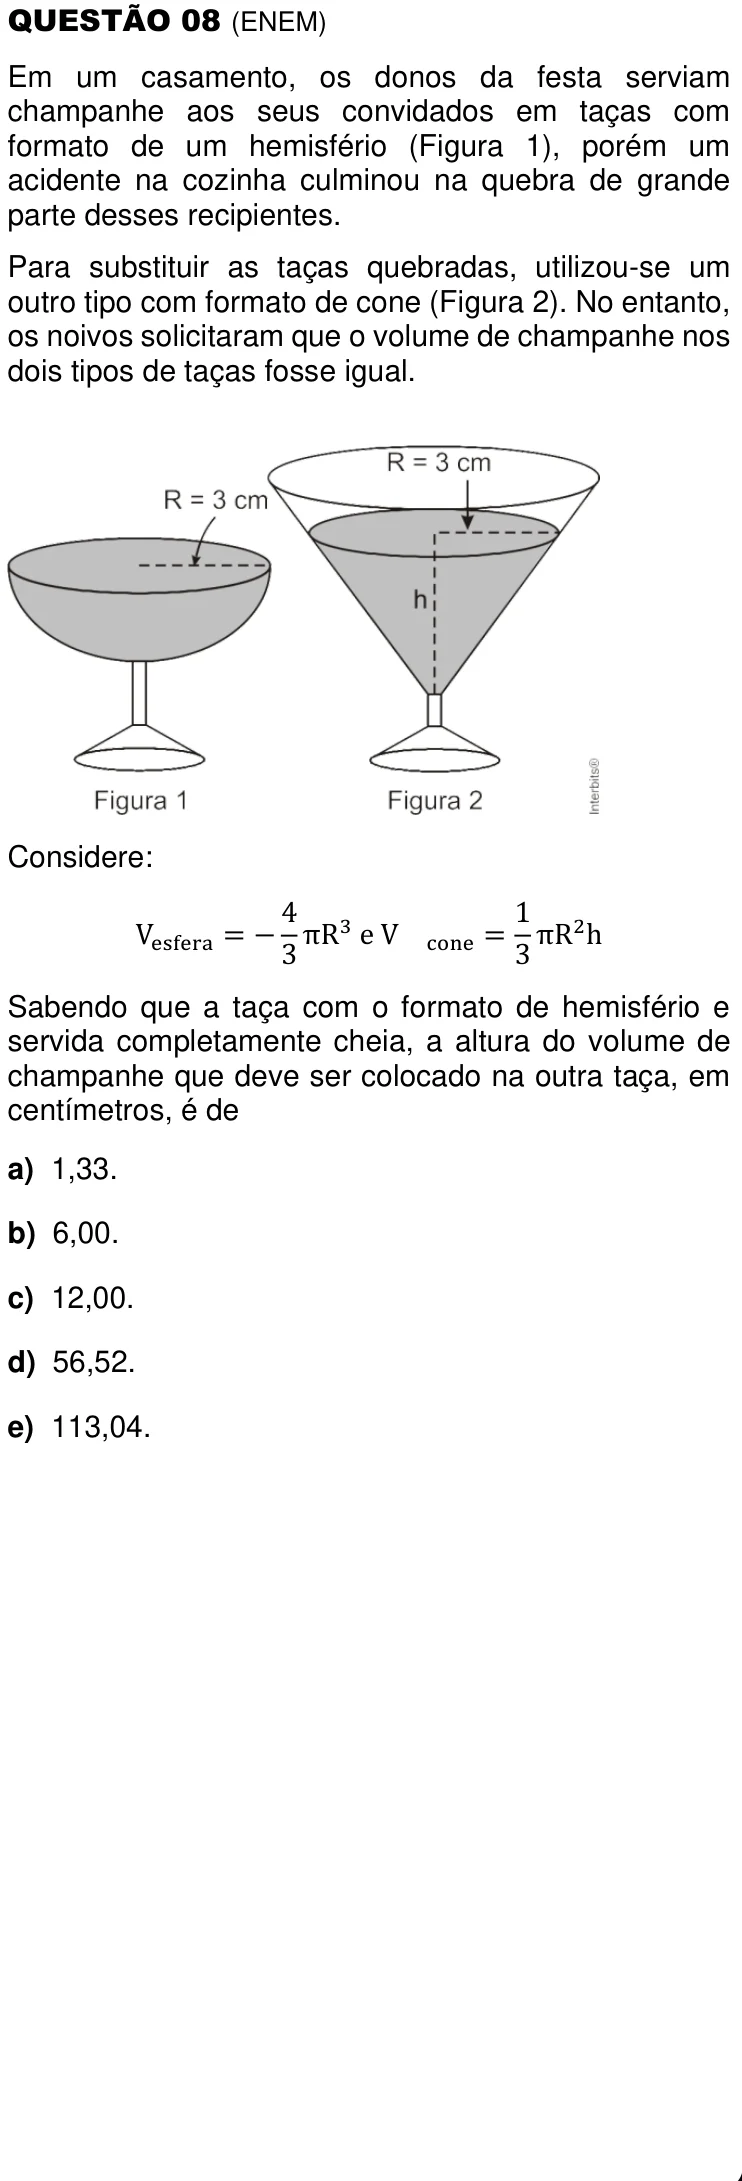 QUESTÃO 08 (ENEM)
Em um casamento, os donos da festa serviam
champanhe aos seus convidados em taças com
formato de um hemisfério (Figura 1), porém um
acidente na cozinha culminou na quebra de grande
parte desses recipientes.
Para substituir as taças quebradas, utilizou-se um
outro tipo com formato de cone (Figura 2). No entanto,
os noivos solicitaram que o volume de champanhe nos
dois tipos de taças fosse igual.
R = 3 cm
R = 3 cm
h
Figura 1
Figura 2
Interbits®
Considere:
V_esfera = −4/3 πR³ e V _cone = 1/3 πR²h
Sabendo que a taça com o formato de hemisfério e
servida completamente cheia, a altura do volume de
champanhe que deve ser colocado na outra taça, em
centímetros, é de
a) 1,33.
b) 6,00.
c) 12,00.
d) 56,52.
e) 113,04.